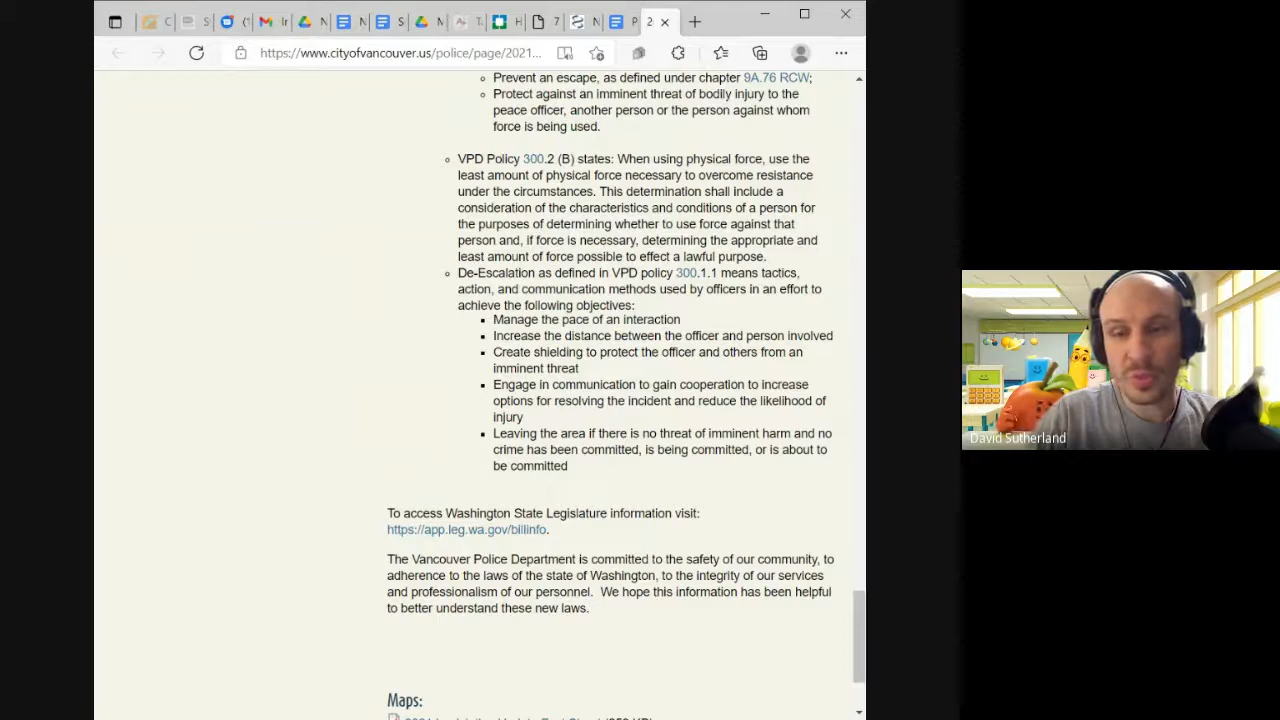 https://www.cityofvancouver.us/police/page/2021...
Prevent an escape, as defined under chapter 9A.76 RCW;
Protect against an imminent threat of bodily injury to the
peace officer, another person or the person against whom
force is being used.
VPD Policy 300.2 (B) states: When using physical force, use the
least amount of physical force necessary to overcome resistance
under the circumstances. This determination shall include a
consideration of the characteristics and conditions of a person for
the purposes of determining whether to use force against that
person and, if force is necessary, determining the appropriate and
least amount of force possible to effect a lawful purpose.
De-Escalation as defined in VPD policy 300.1.1 means tactics,
action, and communication methods used by officers in an effort to
achieve the following objectives:
Manage the pace of an interaction
Increase the distance between the officer and person involved
Create shielding to protect the officer and others from an
imminent threat
Engage in communication to gain cooperation to increase
options for resolving the incident and reduce the likelihood of
injury
Leaving the area if there is no threat of imminent harm and no
crime has been committed, is being committed, or is about to
be committed
To access Washington State Legislature information visit:
https://app.leg.wa.gov/billinfo.
The Vancouver Police Department is committed to the safety of our community, to
adherence to the laws of the state of Washington, to the integrity of our services
and professionalism of our personnel. We hope this information has been helpful
to better understand these new laws.
Maps:
David Sutherland